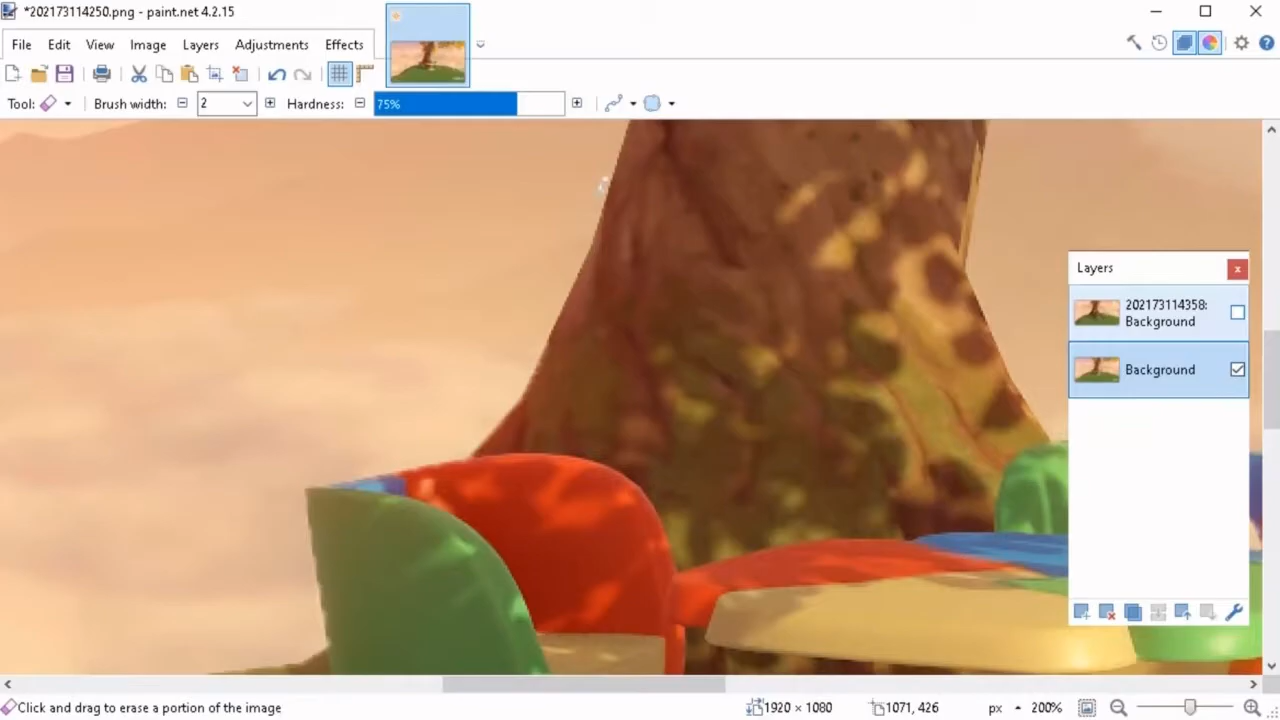 *202173114250.png - paint.net 4.2.15
File Edit View Image Layers Adjustments Effects
Tool: Brush width: 2 Hardness: 75%
Layers
202173114358:
Background
Background
Click and drag to erase a portion of the image 1920 × 1080 1071, 426 px 200%